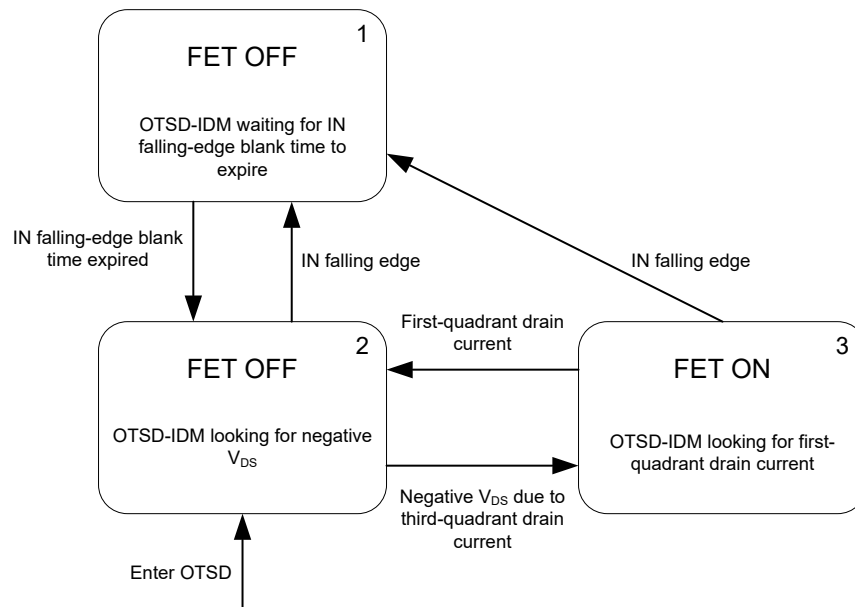 1
FET OFF
OTSD-IDM waiting for IN
falling-edge blank time to
expire
IN falling-edge blank
time expired
IN falling edge
IN falling edge
First-quadrant drain
current
2
FET OFF
OTSD-IDM looking for negative
V_DS
3
FET ON
OTSD-IDM looking for first-
quadrant drain current
Negative V_DS due to
third-quadrant drain
current
Enter OTSD